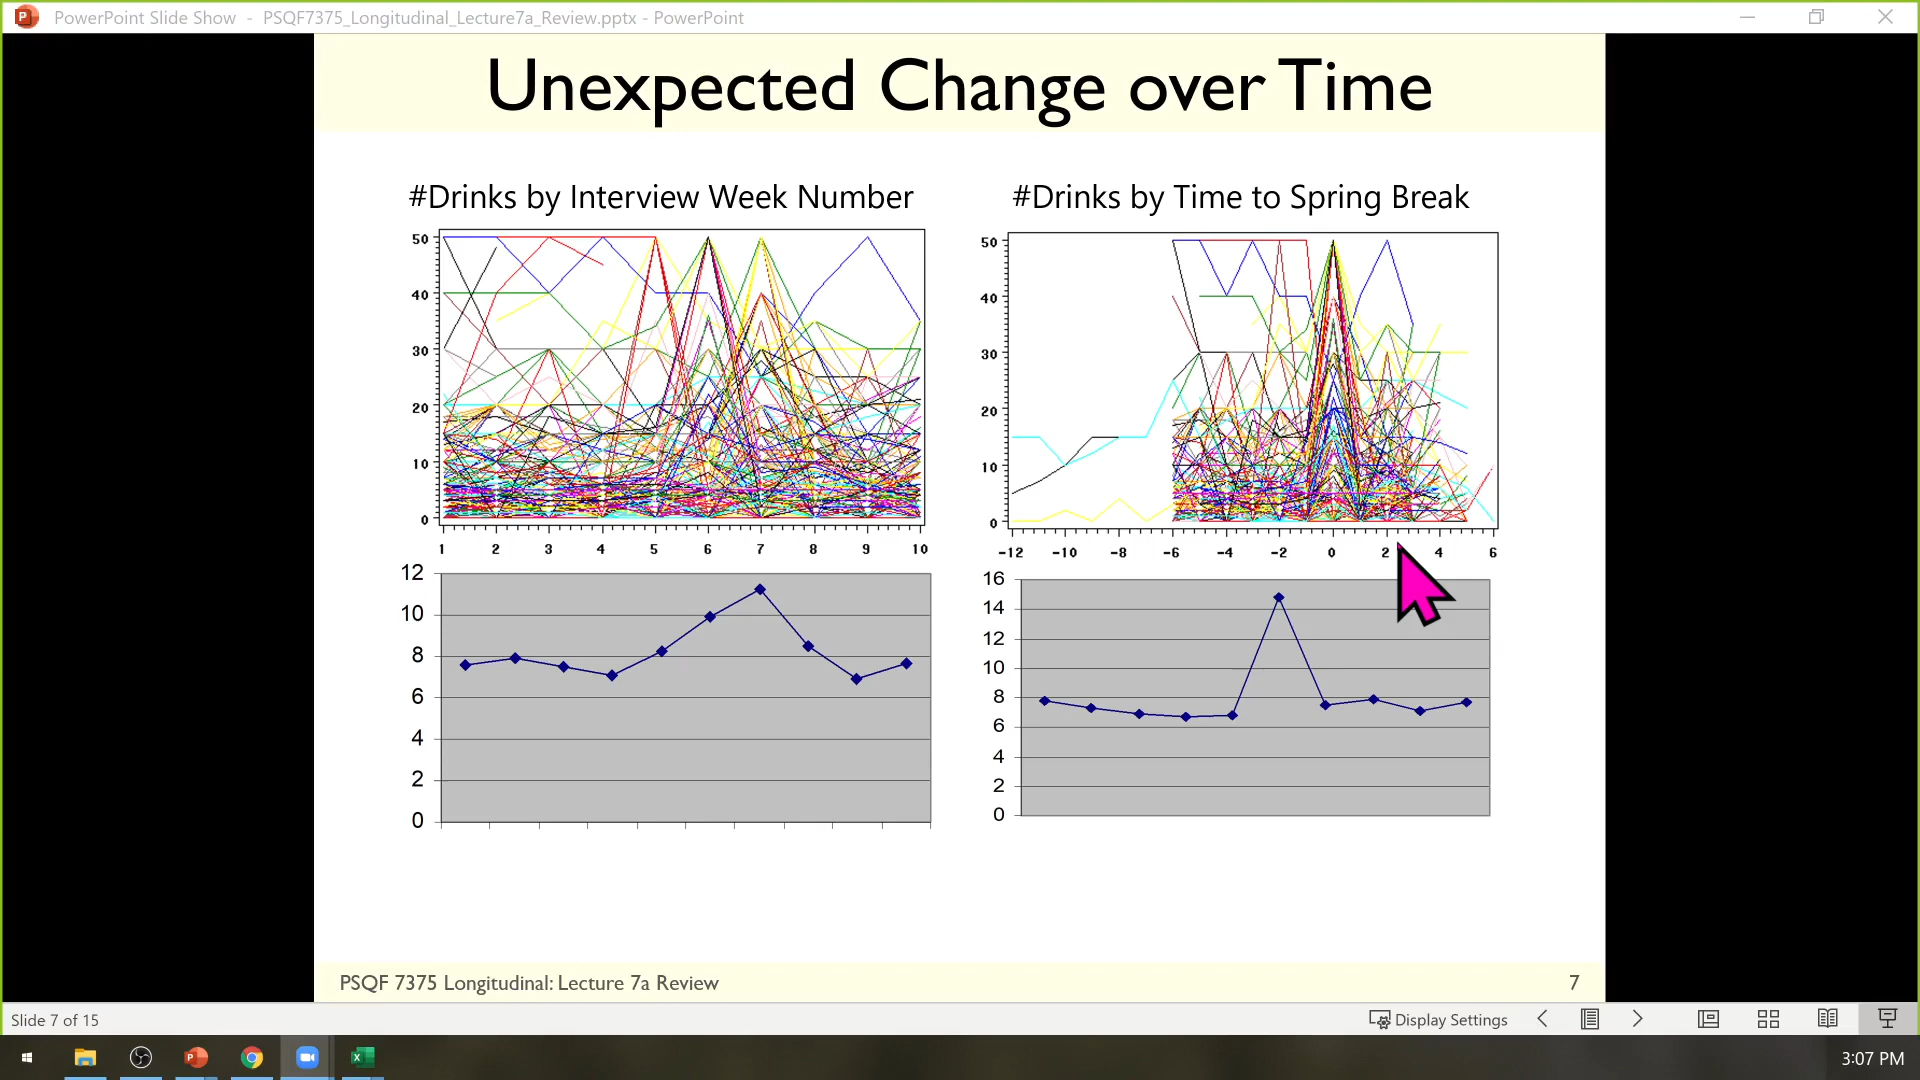 PowerPoint Slide Show - PSQF7375_Longitudinal_Lecture7a_Review.pptx - PowerPoint
Unexpected Change over Time
#Drinks by Interview Week Number
50
40
30
20
10
0
1 2 3 4 5 6 7 8 9 10
12
10
8
6
4
2
0
#Drinks by Time to Spring Break
50
40
30
20
10
0
-12 -10 -8 -6 -4 -2 0 2 4 6
16
14
12
10
8
6
4
2
0
PSQF 7375 Longitudinal: Lecture 7a Review 7
Slide 7 of 15
Display Settings
3:07 PM